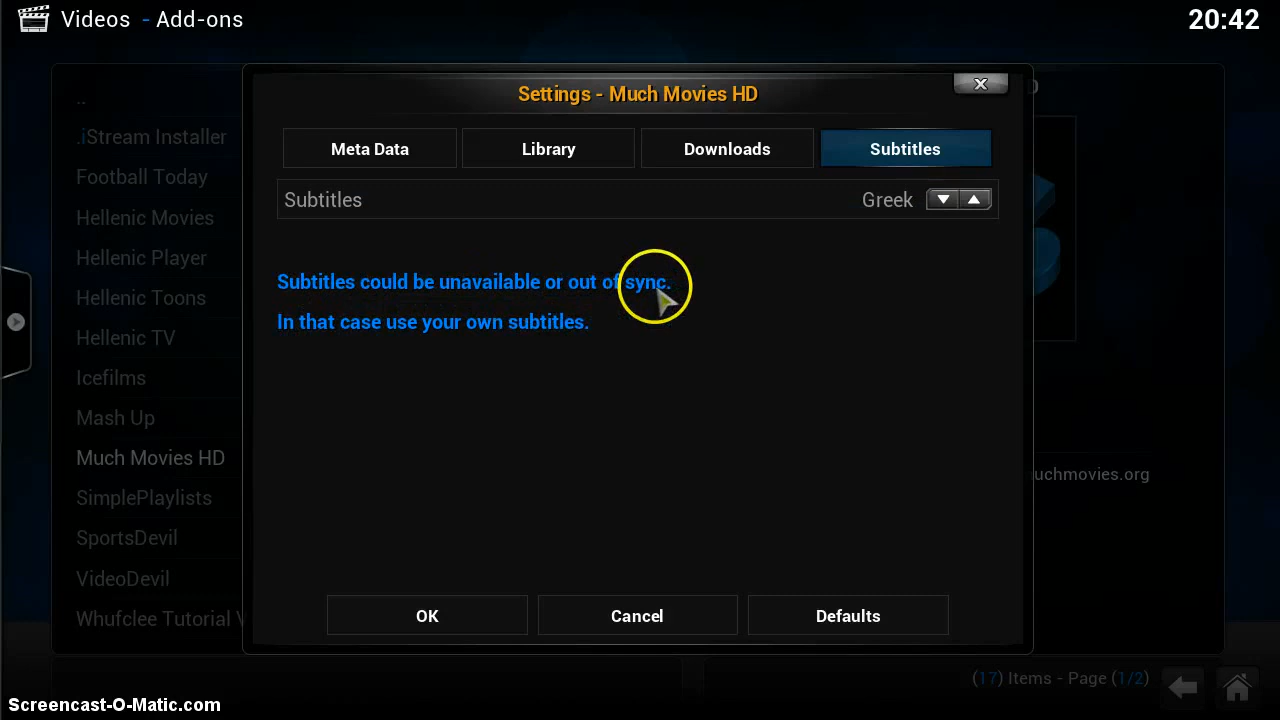 Videos - Add-ons
20:42
Settings - Much Movies HD
x
Meta Data
Library
Downloads
Subtitles
Subtitles
Greek
Subtitles could be unavailable or out of sync.
In that case use your own subtitles.
OK
Cancel
Defaults
..
.iStream Installer
Football Today
Hellenic Movies
Hellenic Player
Hellenic Toons
Hellenic TV
Icefilms
Mash Up
Much Movies HD
SimplePlaylists
SportsDevil
VideoDevil
Whufclee Tutorial V
D
uchmovies.org
(17) Items - Page (1/2)
Screencast-O-Matic.com